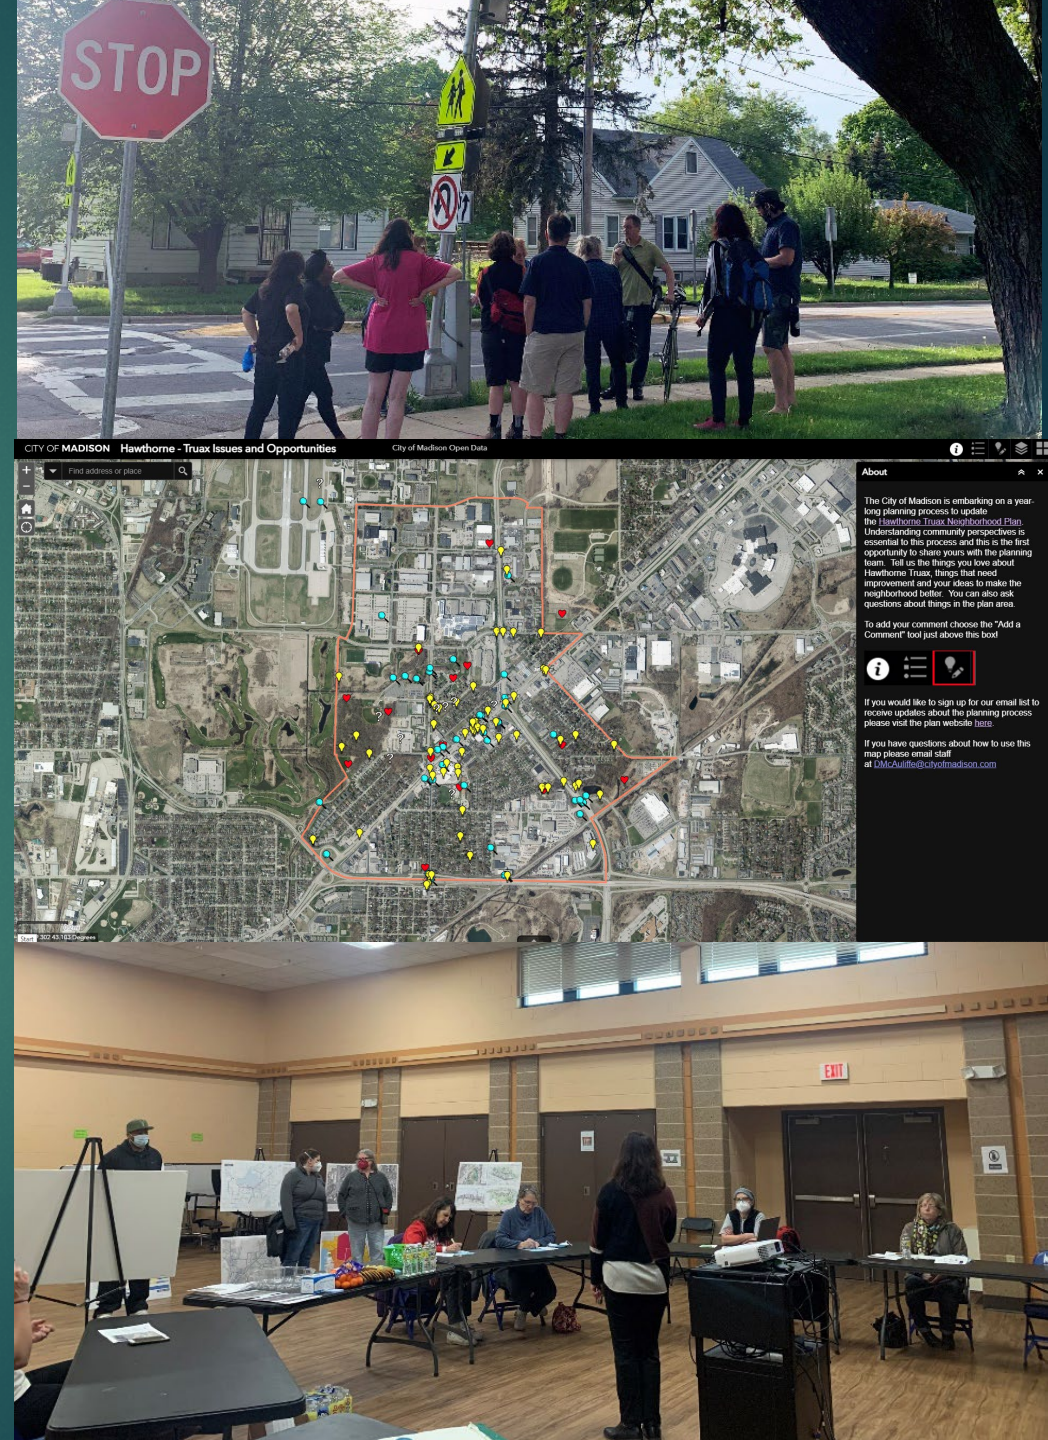 STOP
CITY OF MADISON Hawthorne - Truax Issues and Opportunities City of Madison Open Data
Find address or place
About
The City of Madison is embarking on a year-
long planning process to update
the Hawthorne Truax Neighborhood Plan.
Understanding community perspectives is
essential to this process and this is the first
opportunity to share yours with the planning
team. Tell us the things you love about
Hawthorne Truax, things that need
improvement and your ideas to make the
neighborhood better. You can also ask
questions about things in the plan area.
To add your comment choose the "Add a
Comment" tool just above this box!
If you would like to sign up for our email list to
receive updates about the planning process
please visit the plan website here.
If you have questions about how to use this
map please email staff
at DMcAuliffe@cityofmadison.com
Start
EXIT